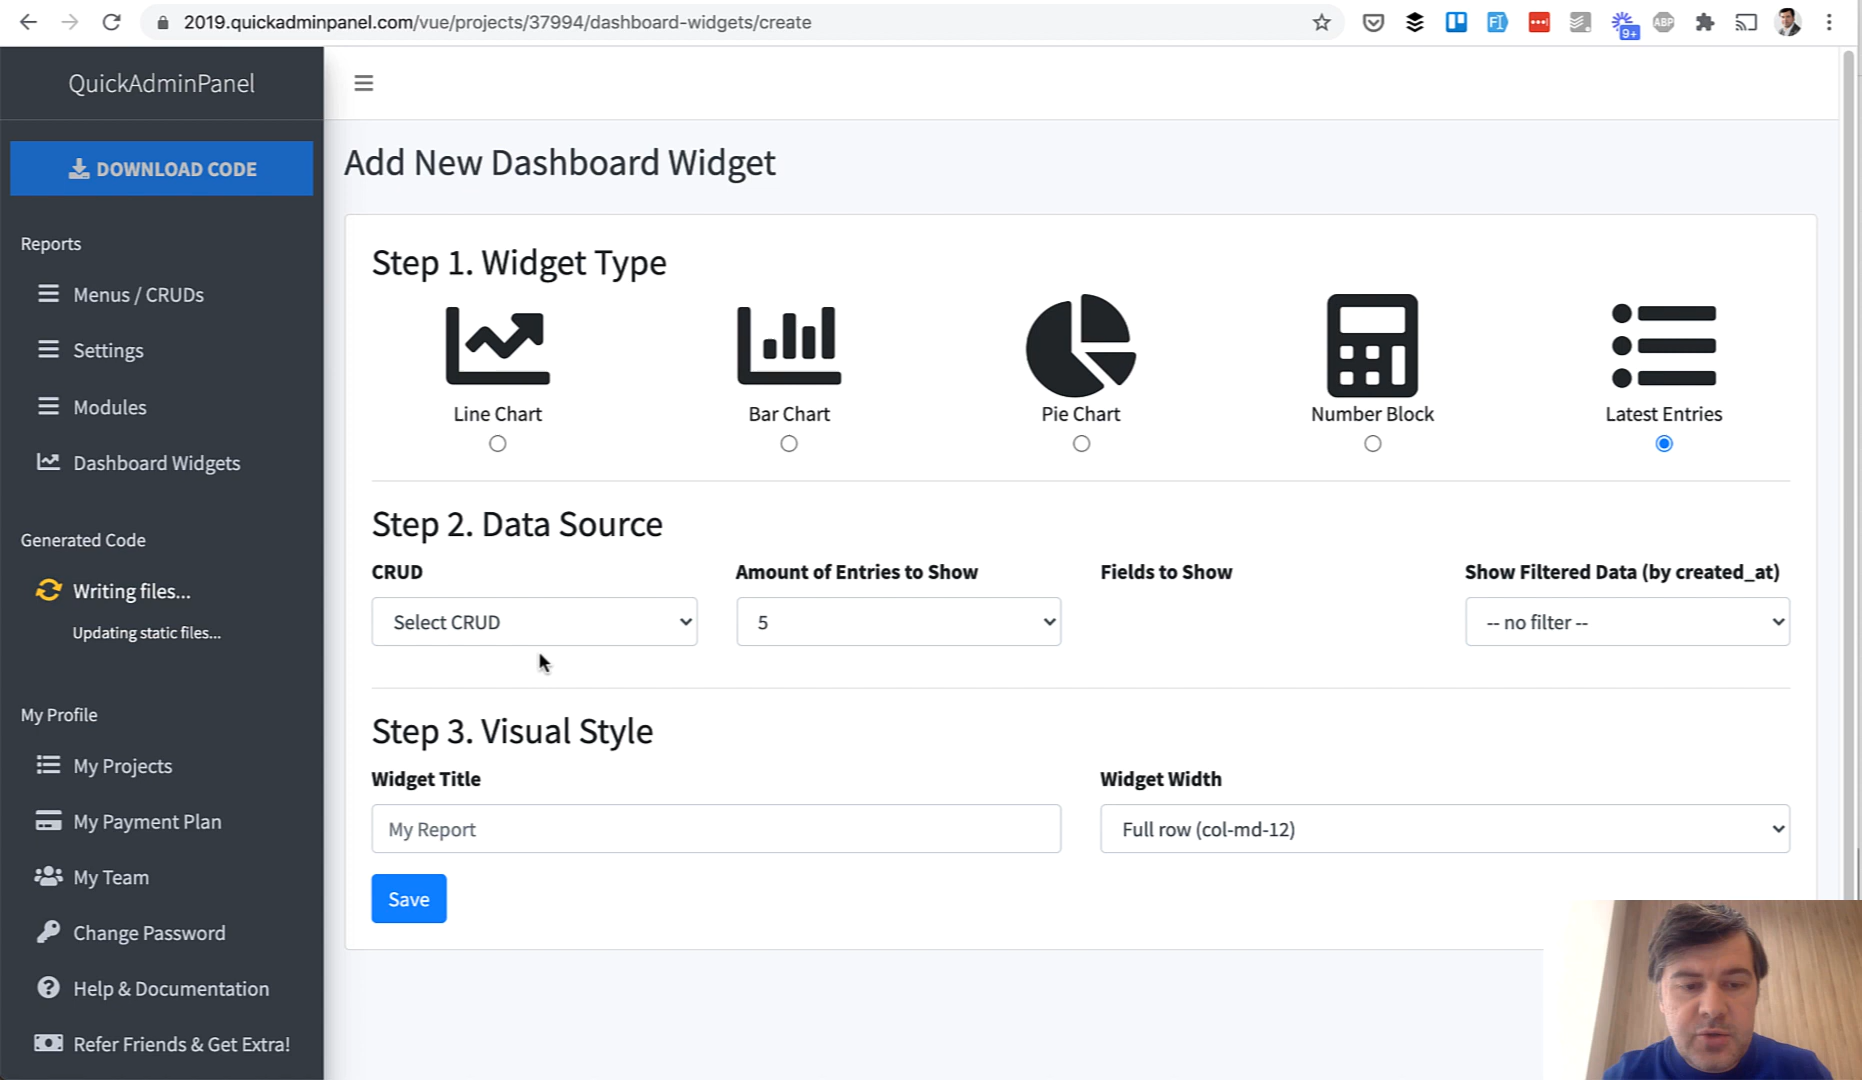 2019.quickadminpanel.com/vue/projects/37994/dashboard-widgets/create
9+
ABP
QuickAdminPanel
DOWNLOAD CODE
Reports
Menus / CRUDs
Settings
Modules
Dashboard Widgets
Generated Code
Writing files...
Updating static files...
My Profile
My Projects
My Payment Plan
My Team
Change Password
Help & Documentation
Refer Friends & Get Extra!
Add New Dashboard Widget
Step 1. Widget Type
Line Chart
Bar Chart
Pie Chart
Number Block
Latest Entries
Step 2. Data Source
CRUD
Amount of Entries to Show
Fields to Show
Show Filtered Data (by created_at)
Select CRUD
5
-- no filter --
Step 3. Visual Style
Widget Title
Widget Width
My Report
Full row (col-md-12)
Save